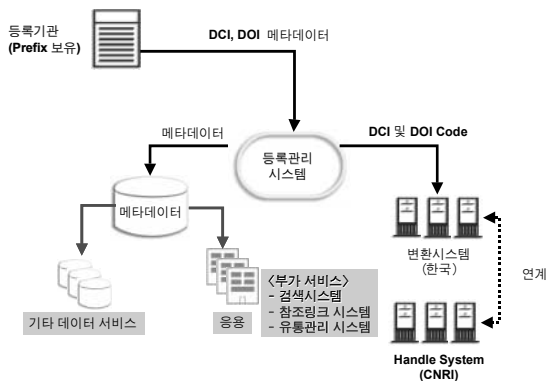 등록기관
(Prefix 보유)
DCI, DOI 메타데이터
메타데이터
DCI 및 DOI Code
등록관리
시스템
메타데이터
변환시스템
(한국)
연계
기타 데이터 서비스
응용
<부가 서비스>
- 검색시스템
- 참조링크 시스템
- 유통관리 시스템
Handle System
(CNRI)